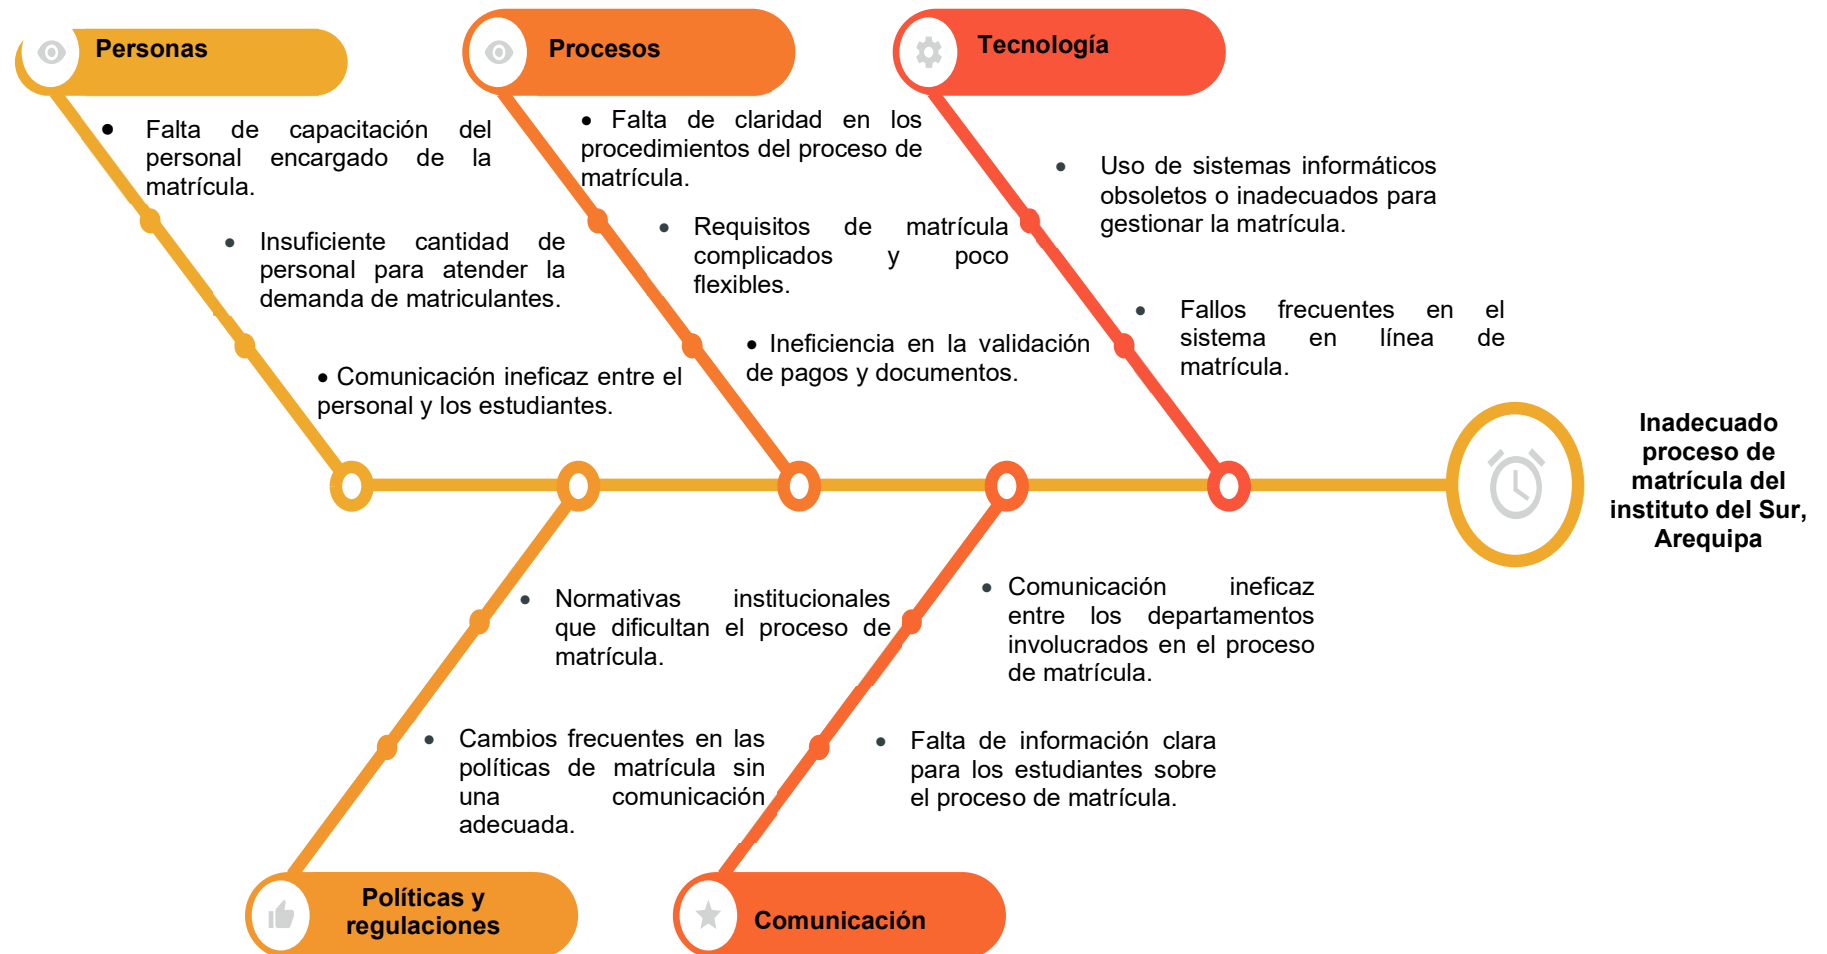 Personas
• Falta de capacitación del
personal encargado de la
matrícula.
• Insuficiente cantidad de
personal para atender la
demanda de matriculantes.
• Comunicación ineficaz entre el
personal y los estudiantes.
Procesos
• Falta de claridad en los
procedimientos del proceso de
matrícula.
• Requisitos de matrícula
complicados y poco
flexibles.
• Ineficiencia en la validación
de pagos y documentos.
Tecnología
• Uso de sistemas informáticos
obsoletos o inadecuados para
gestionar la matrícula.
• Fallos frecuentes en el
sistema en línea de
matrícula.
Inadecuado
proceso de
matrícula del
instituto del Sur,
Arequipa
• Normativas institucionales
que dificultan el proceso de
matrícula.
• Cambios frecuentes en las
políticas de matrícula sin
una comunicación
adecuada.
Políticas y
regulaciones
• Comunicación ineficaz
entre los departamentos
involucrados en el proceso
de matrícula.
• Falta de información clara
para los estudiantes sobre
el proceso de matrícula.
Comunicación